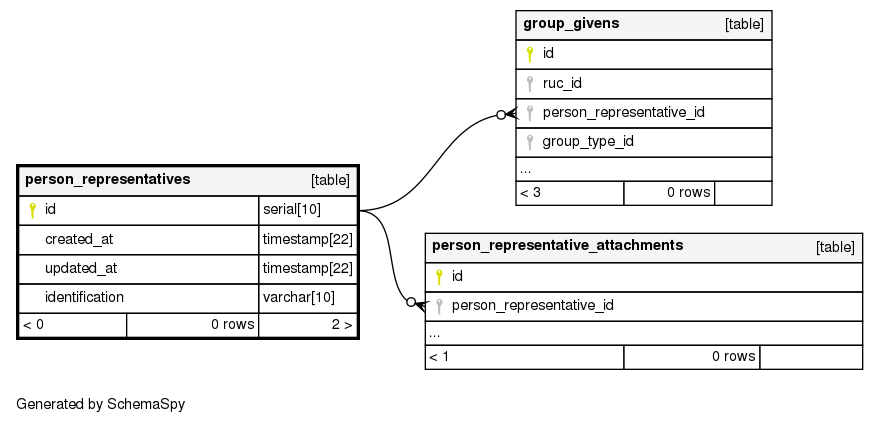 group_givens [table]
id
ruc_id
person_representative_id
group_type_id
...
< 3 0 rows
person_representatives [table]
id serial[10]
created_at timestamp[22]
updated_at timestamp[22]
identification varchar[10]
< 0 0 rows 2 >
person_representative_attachments [table]
id
person_representative_id
...
< 1 0 rows
Generated by SchemaSpy